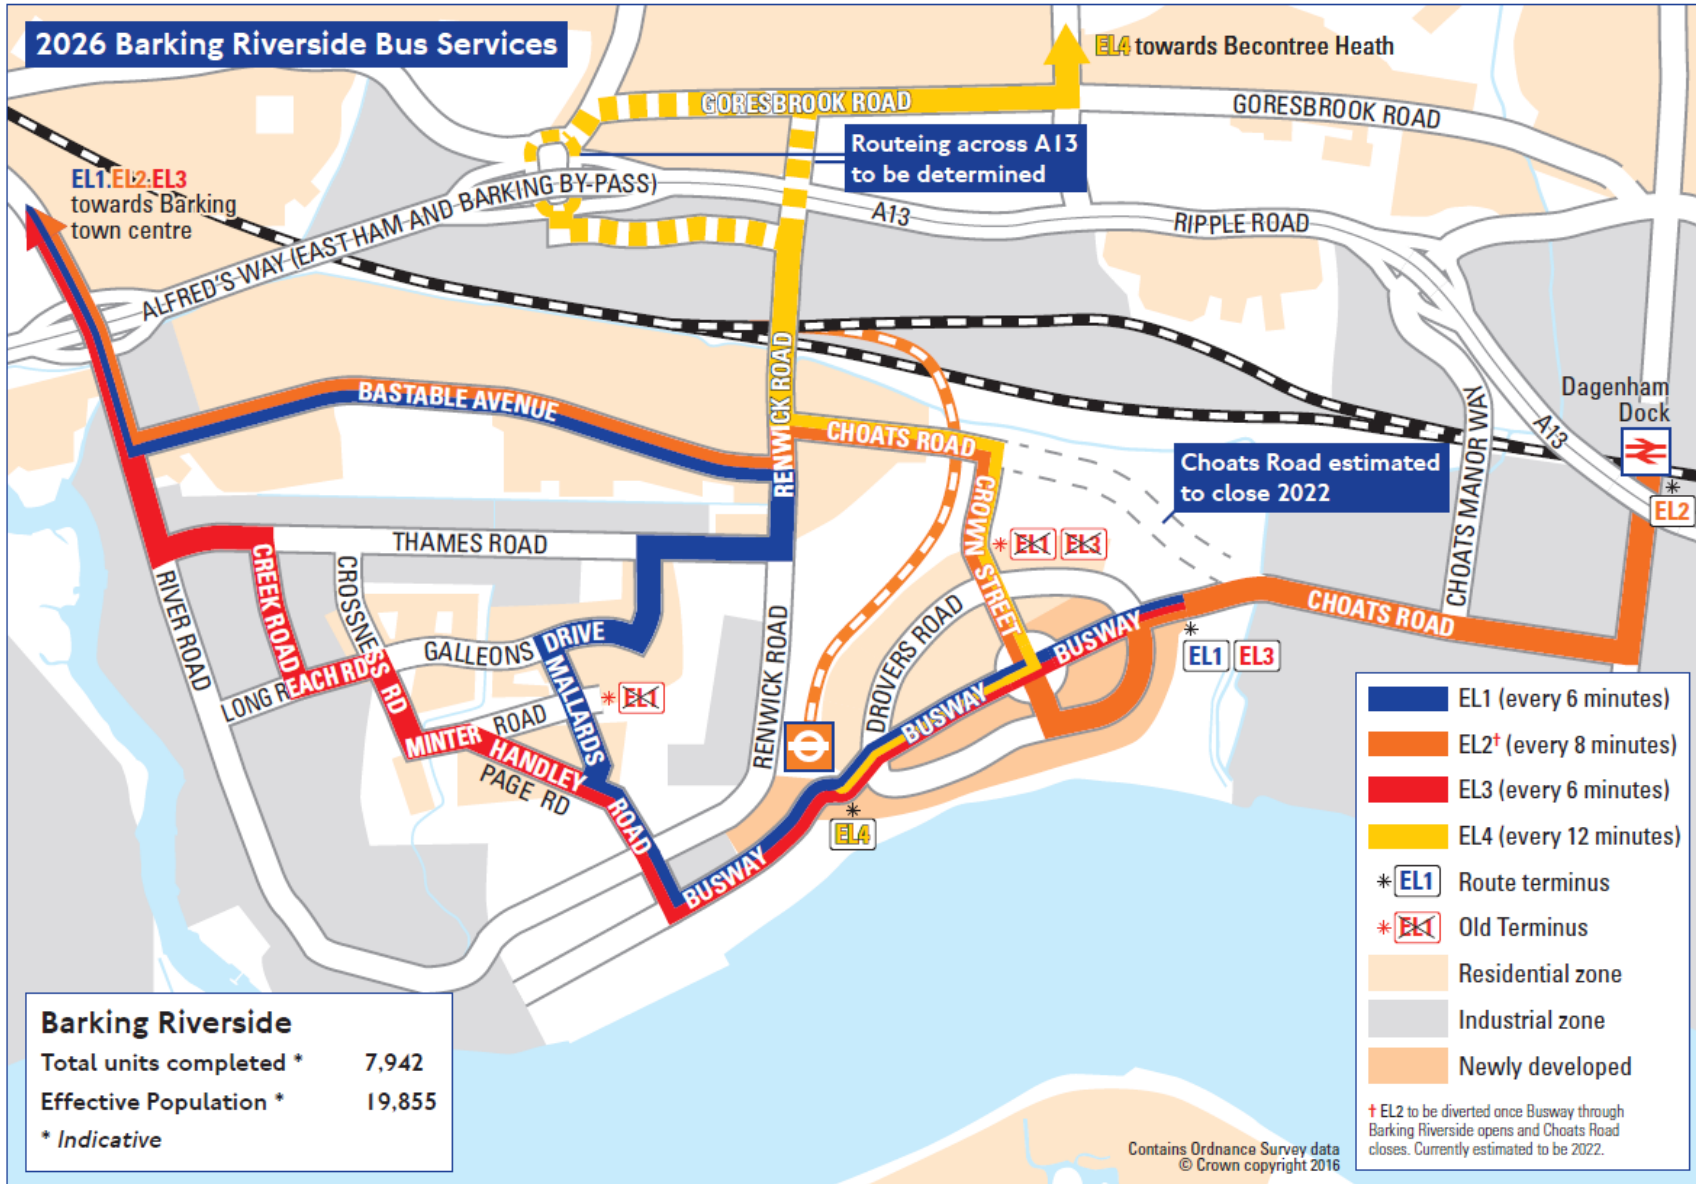 2026 Barking Riverside Bus Services
EL4 towards Becontree Heath
GORESBROOK ROAD
GORESBROOK ROAD
Routeing across A13
to be determined
EL1.EL2.EL3
towards Barking
town centre
ALFRED'S WAY (EAST HAM AND BARKING BY-PASS)
A13
RIPPLE ROAD
RENWICK ROAD
BASTABLE AVENUE
CHOATS ROAD
Choats Road estimated
to close 2022
CHOATS MANOR WAY
Dagenham
Dock
A13
EL2
CROWN STREET
EL1 EL3
THAMES ROAD
CREEK ROAD
CROSSNESS RD
RIVER ROAD
GALLEONS DRIVE
LONG REACH RD
MALLARDS
EL1
RENWICK ROAD
DROVERS ROAD
BUSWAY
CHOATS ROAD
EL1 EL3
MINTER ROAD
HANDLEY
PAGE RD
ROAD
BUSWAY
BUSWAY
EL4
EL1 (every 6 minutes)
EL2† (every 8 minutes)
EL3 (every 6 minutes)
EL4 (every 12 minutes)
*EL1 Route terminus
*EL1 Old Terminus
Residential zone
Industrial zone
Newly developed
† EL2 to be diverted once Busway through
Barking Riverside opens and Choats Road
closes. Currently estimated to be 2022.
Barking Riverside
Total units completed * 7,942
Effective Population * 19,855
* Indicative
Contains Ordnance Survey data
© Crown copyright 2016